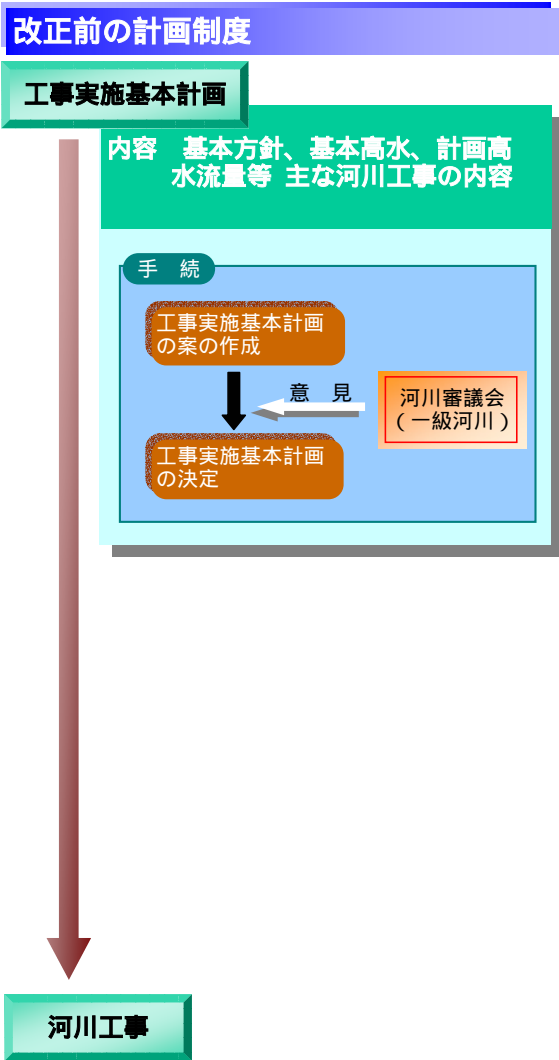 改正前の計画制度
工事実施基本計画
内容　基本方針、基本高水、計画高
水流量等 主な河川工事の内容
手　続
工事実施基本計画
の案の作成
意　見
河川審議会
（一級河川）
工事実施基本計画
の決定
河川工事